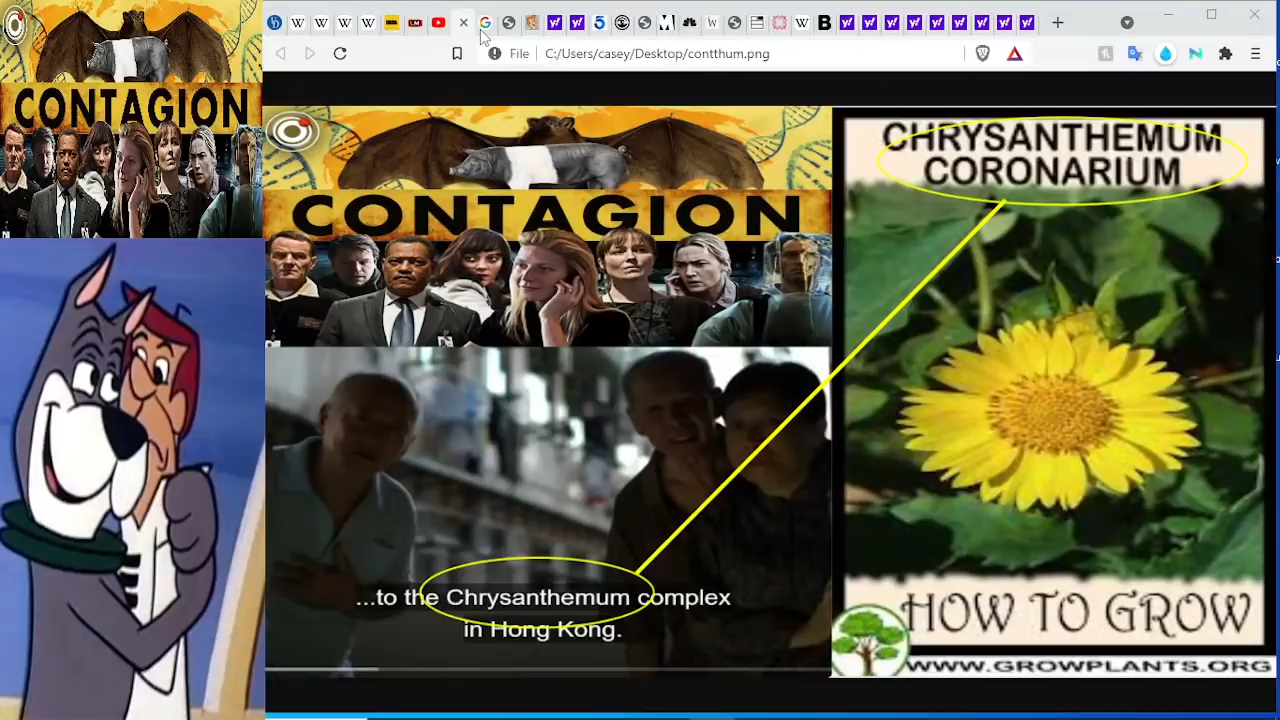 File C:/Users/casey/Desktop/contthum.png
CONTAGION
CONTAGION
...to the Chrysanthemum complex
in Hong Kong.
CHRYSANTHEMUM
CORONARIUM
HOW TO GROW
WWW.GROWPLANTS.ORG